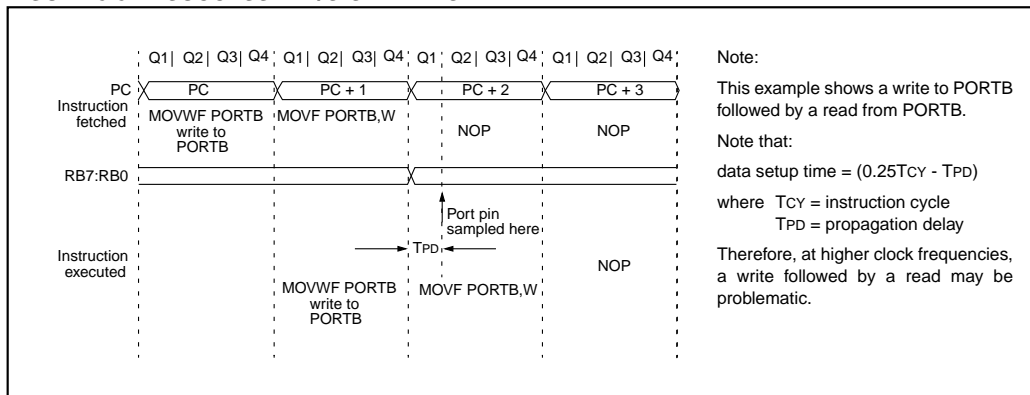 Q1| Q2| Q3| Q4 Q1| Q2| Q3| Q4 Q1| Q2| Q3| Q4 Q1| Q2| Q3| Q4
PC PC PC + 1 PC + 2 PC + 3
Instruction
fetched
MOVWF PORTB
write to
PORTB
MOVF PORTB,W
NOP
NOP
RB7:RB0
Port pin
sampled here
TPD
Instruction
executed
MOVWF PORTB
write to
PORTB
MOVF PORTB,W
NOP
Note:
This example shows a write to PORTB
followed by a read from PORTB.
Note that:
data setup time = (0.25TCY - TPD)
where TCY = instruction cycle
TPD = propagation delay
Therefore, at higher clock frequencies,
a write followed by a read may be
problematic.